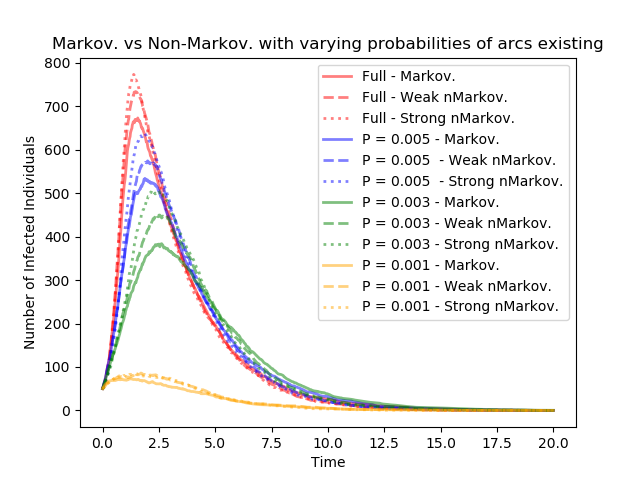 Markov. vs Non-Markov. with varying probabilities of arcs existing
800
700
600
500
400
300
200
100
0
Number of Infected Individuals
Full - Markov.
Full - Weak nMarkov.
Full - Strong nMarkov.
P = 0.005 - Markov.
P = 0.005  - Weak nMarkov.
P = 0.005  - Strong nMarkov.
P = 0.003 - Markov.
P = 0.003 - Weak nMarkov.
P = 0.003 - Strong nMarkov.
P = 0.001 - Markov.
P = 0.001 - Weak nMarkov.
P = 0.001 - Strong nMarkov.
0.0 2.5 5.0 7.5 10.0 12.5 15.0 17.5 20.0
Time